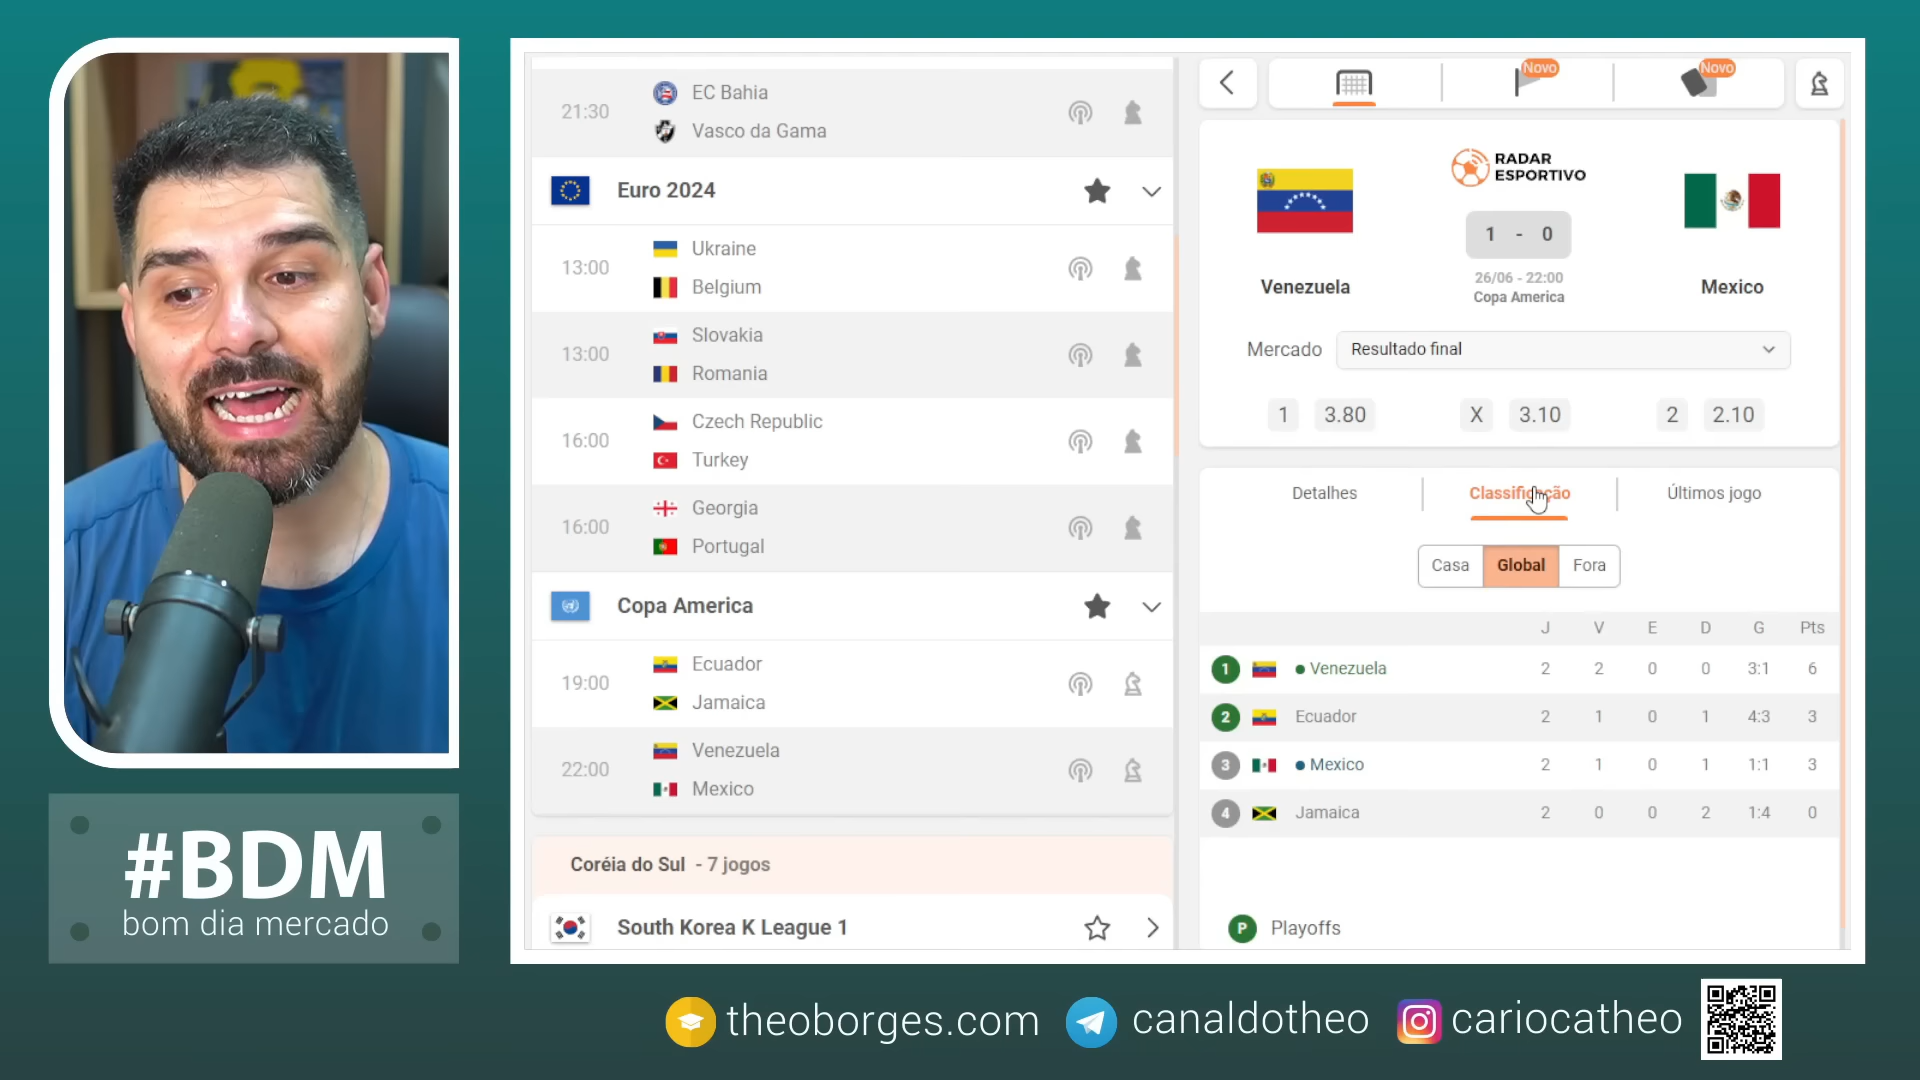 #BDM
bom dia mercado
21:30
EC Bahia
Vasco da Gama
Euro 2024
13:00
Ukraine
Belgium
13:00
Slovakia
Romania
16:00
Czech Republic
Turkey
16:00
Georgia
Portugal
Copa America
19:00
Ecuador
Jamaica
22:00
Venezuela
Mexico
Coréia do Sul - 7 jogos
South Korea K League 1
Novo
Novo
RADAR
ESPORTIVO
1 - 0
26/06 - 22:00
Copa America
Venezuela
Mexico
Mercado Resultado final
1 3.80 X 3.10 2 2.10
Detalhes Classificação Últimos jogo
Casa Global Fora
J V E D G Pts
1 Venezuela 2 2 0 0 3:1 6
2 Ecuador 2 1 0 1 4:3 3
3 Mexico 2 1 0 1 1:1 3
4 Jamaica 2 0 0 2 1:4 0
P Playoffs
theoborges.com canaldotheo cariocatheo